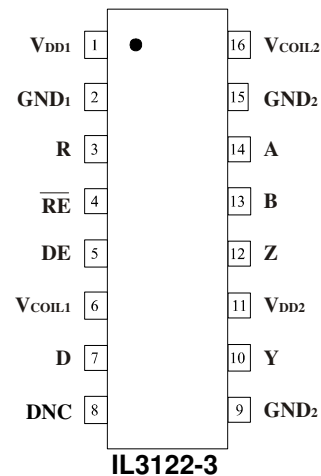 VDD1 1 16 VCOIL2
GND1 2 15 GND2
R 3 14 A
RE 4 13 B
DE 5 12 Z
VCOIL1 6 11 VDD2
D 7 10 Y
DNC 8 9 GND2
IL3122-3